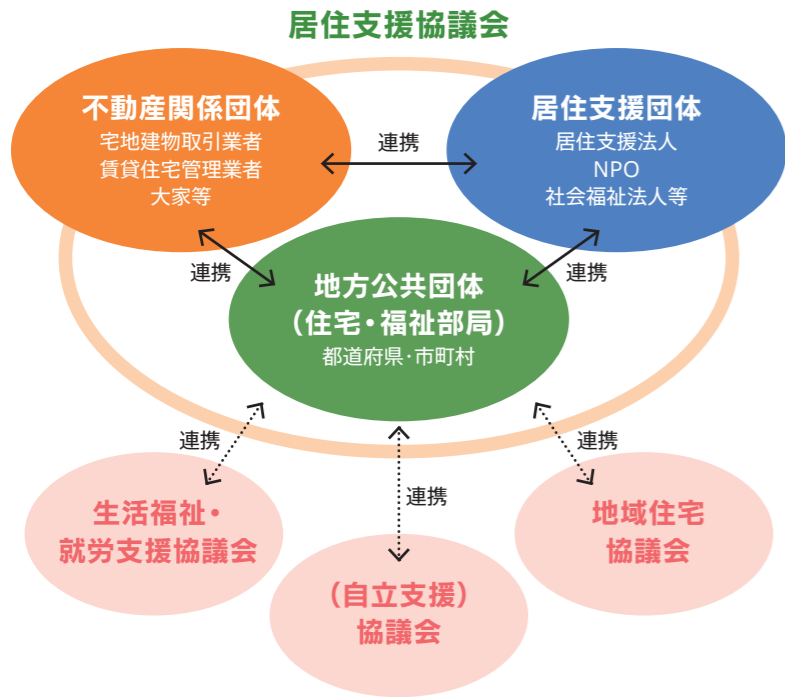 居住支援協議会
不動産関係団体
宅地建物取引業者
賃貸住宅管理業者
大家等
連携
居住支援団体
居住支援法人
NPO
社会福祉法人等
連携
連携
地方公共団体
（住宅・福祉部局）
都道府県・市町村
連携
連携
連携
生活福祉・
就労支援協議会
（自立支援）
協議会
地域住宅
協議会